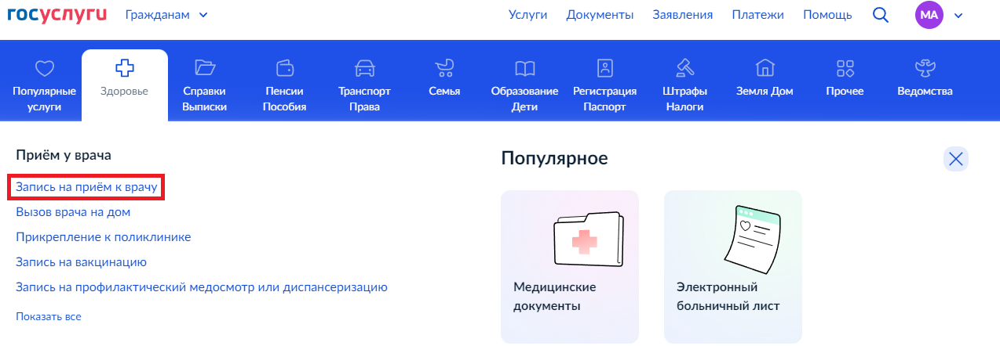 госуслуги Гражданам Услуги Документы Заявления Платежи Помощь МА
Популярные услуги
Здоровье
Справки Выписки
Пенсии Пособия
Транспорт Права
Семья
Образование Дети
Регистрация Паспорт
Штрафы Налоги
Земля Дом
Прочее
Ведомства
Приём у врача
Запись на приём к врачу
Вызов врача на дом
Прикрепление к поликлинике
Запись на вакцинацию
Запись на профилактический медосмотр или диспансеризацию
Показать все
Популярное
Медицинские
документы
Электронный
больничный лист